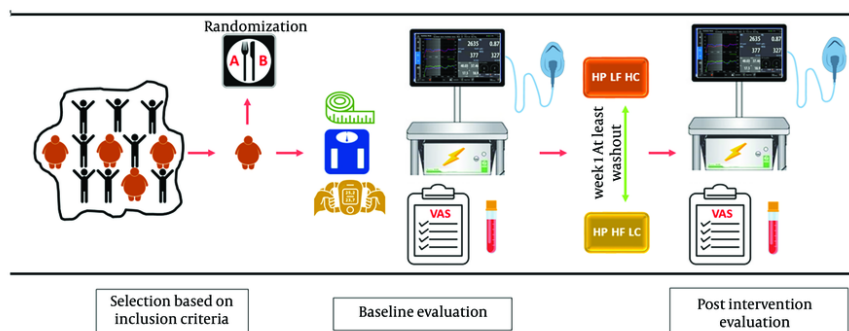 Randomization
A B
2635 0.87
377 327
HP LF HC
week 1 At least
washout
HP HF LC
VAS
2635 0.87
377 327
VAS
Selection based on
inclusion criteria
Baseline evaluation
Post intervention
evaluation